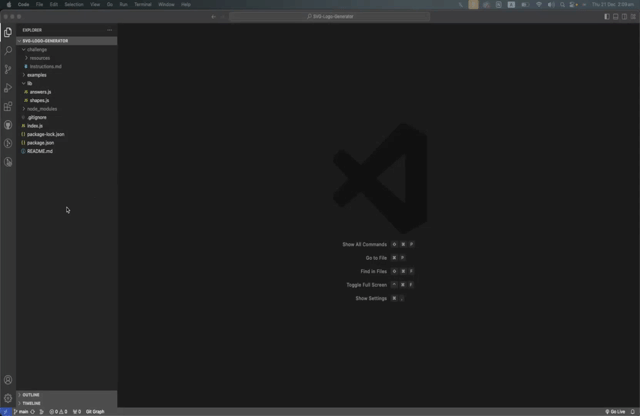 Code File Edit Selection View Go Run Terminal Window Help
Thu 21 Dec
SVG-Logo-Generator
EXPLORER
SVG-LOGO-GENERATOR
challenge
resources
instructions.md
examples
lib
answers.js
shapes.js
node_modules
.gitignore
index.js
package-lock.json
package.json
README.md
Show All Commands
Go to File
Find in Files
Toggle Full Screen
Show Settings
OUTLINE
TIMELINE
main
0 0
0
Git Graph
Go Live